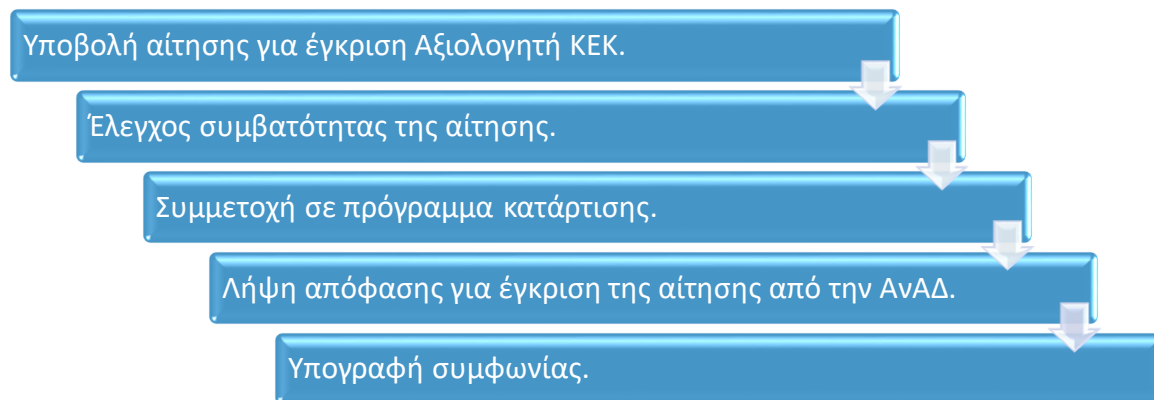 Υποβολή αίτησης για έγκριση Αξιολογητή ΚΕΚ.
Έλεγχος συμβατότητας της αίτησης.
Συμμετοχή σε πρόγραμμα κατάρτισης.
Λήψη απόφασης για έγκριση της αίτησης από την ΑνΑΔ.
Υπογραφή συμφωνίας.